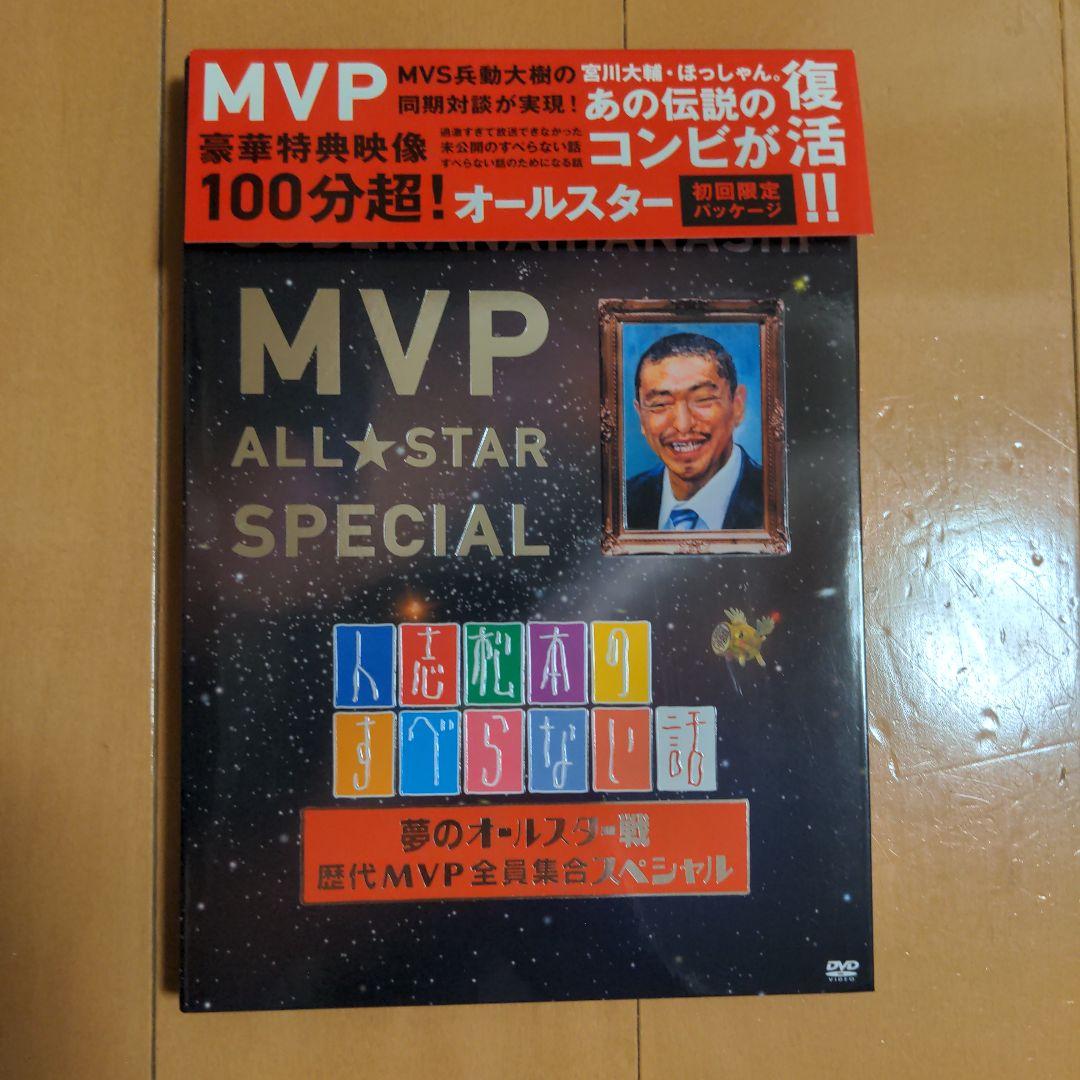 MVP
MVS兵動大樹の
同期対談が実現!
宮川大輔・ほっしゃん。
あの伝説の
コンビが
復活!!
豪華特典映像
100分超!
過激すぎて放送できなかった
未公開のすべらない話
すべらない話のためになる話
オールスター
初回限定
パッケージ
MVP
ALL★STAR
SPECIAL
人志松本の
すべらない話
夢のオールスター戦
歴代MVP全員集合スペシャル
DVD
VIDEO